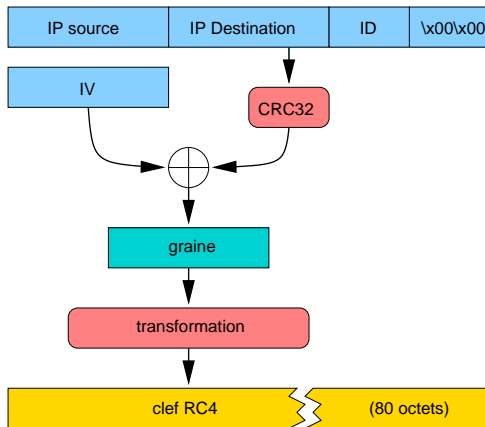 IP source IP Destination ID \x00\x00
IV
CRC32
graine
transformation
clef RC4 (80 octets)